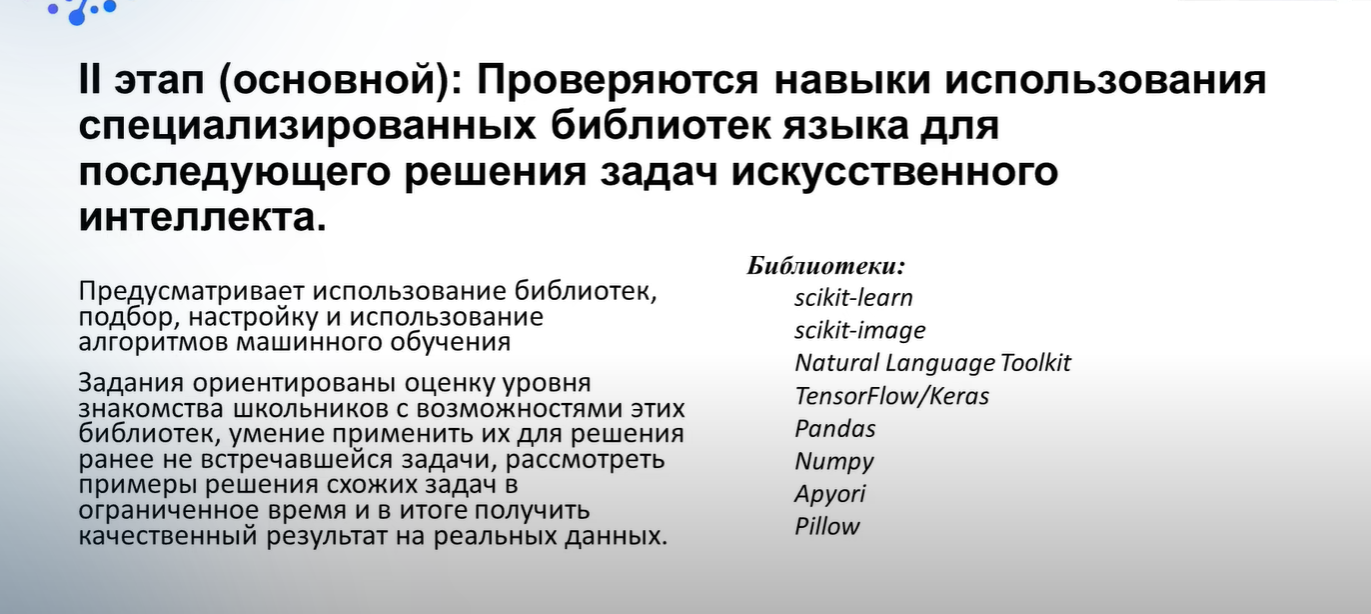 II этап (основной): Проверяются навыки использования
специализированных библиотек языка для
последующего решения задач искусственного
интеллекта.
Предусматривает использование библиотек,
подбор, настройку и использование
алгоритмов машинного обучения
Задания ориентированы оценку уровня
знакомства школьников с возможностями этих
библиотек, умение применить их для решения
ранее не встречавшейся задачи, рассмотреть
примеры решения схожих задач в
ограниченное время и в итоге получить
качественный результат на реальных данных.
Библиотеки:
scikit-learn
scikit-image
Natural Language Toolkit
TensorFlow/Keras
Pandas
Numpy
Apyori
Pillow